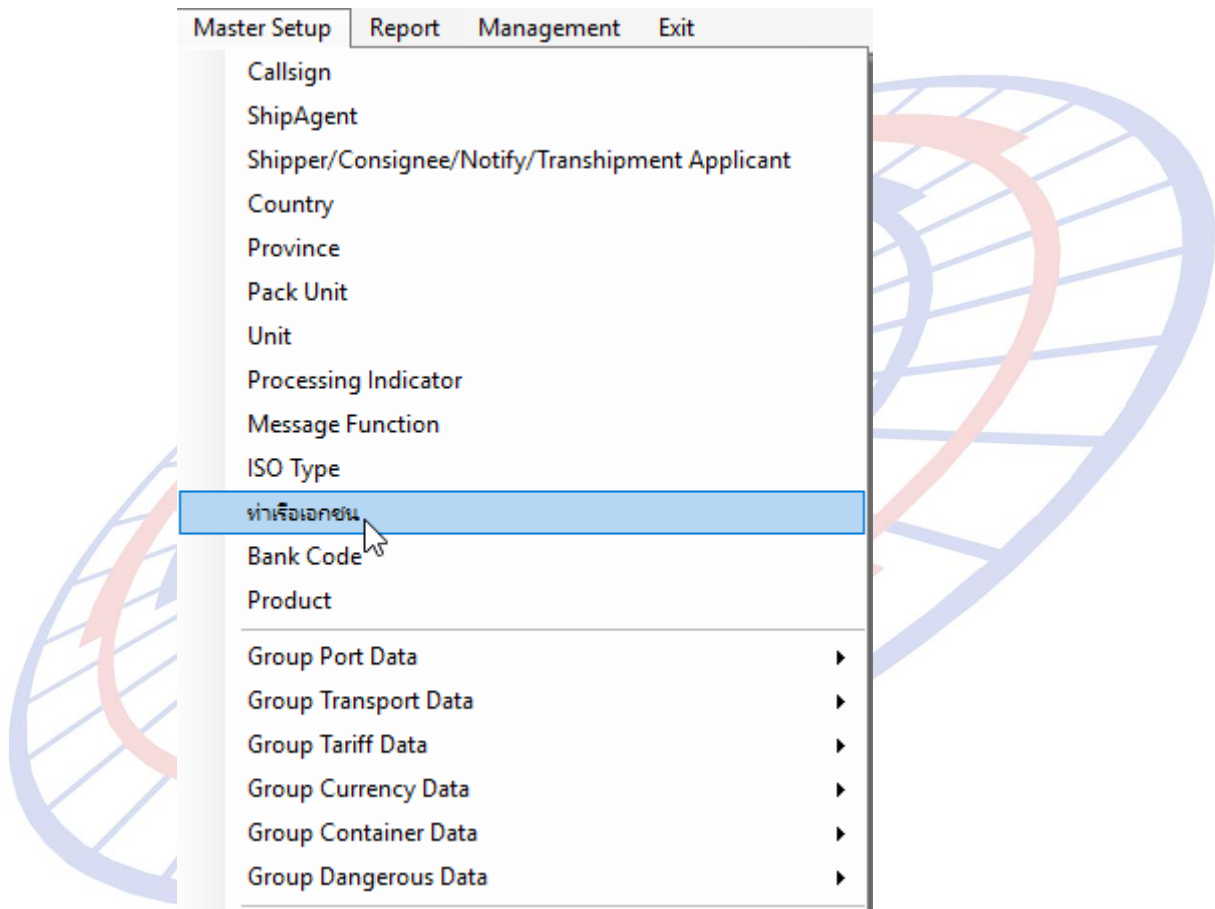 Master Setup Report Management Exit
Callsign
ShipAgent
Shipper/Consignee/Notify/Transhipment Applicant
Country
Province
Pack Unit
Unit
Processing Indicator
Message Function
ISO Type
ท่าเรือเอกชน
Bank Code
Product
Group Port Data
Group Transport Data
Group Tariff Data
Group Currency Data
Group Container Data
Group Dangerous Data